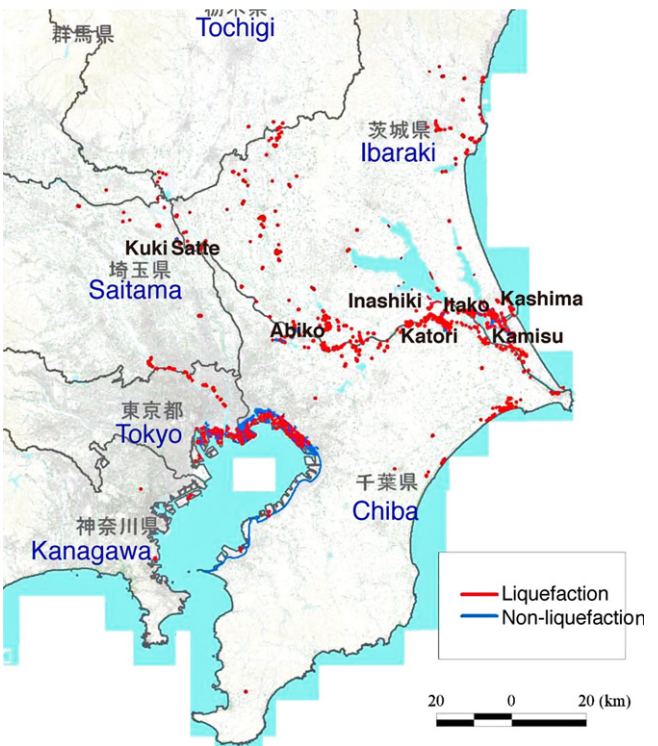 栃木県
Tochigi
群馬県
茨城県
Ibaraki
Kuki Satte
埼玉県
Saitama
Inashiki
Itako
Kashima
Abiko
Katori
Kamisu
東京都
Tokyo
千葉県
Chiba
神奈川県
Kanagawa
Liquefaction
Non-liquefaction
20 0 20 (km)